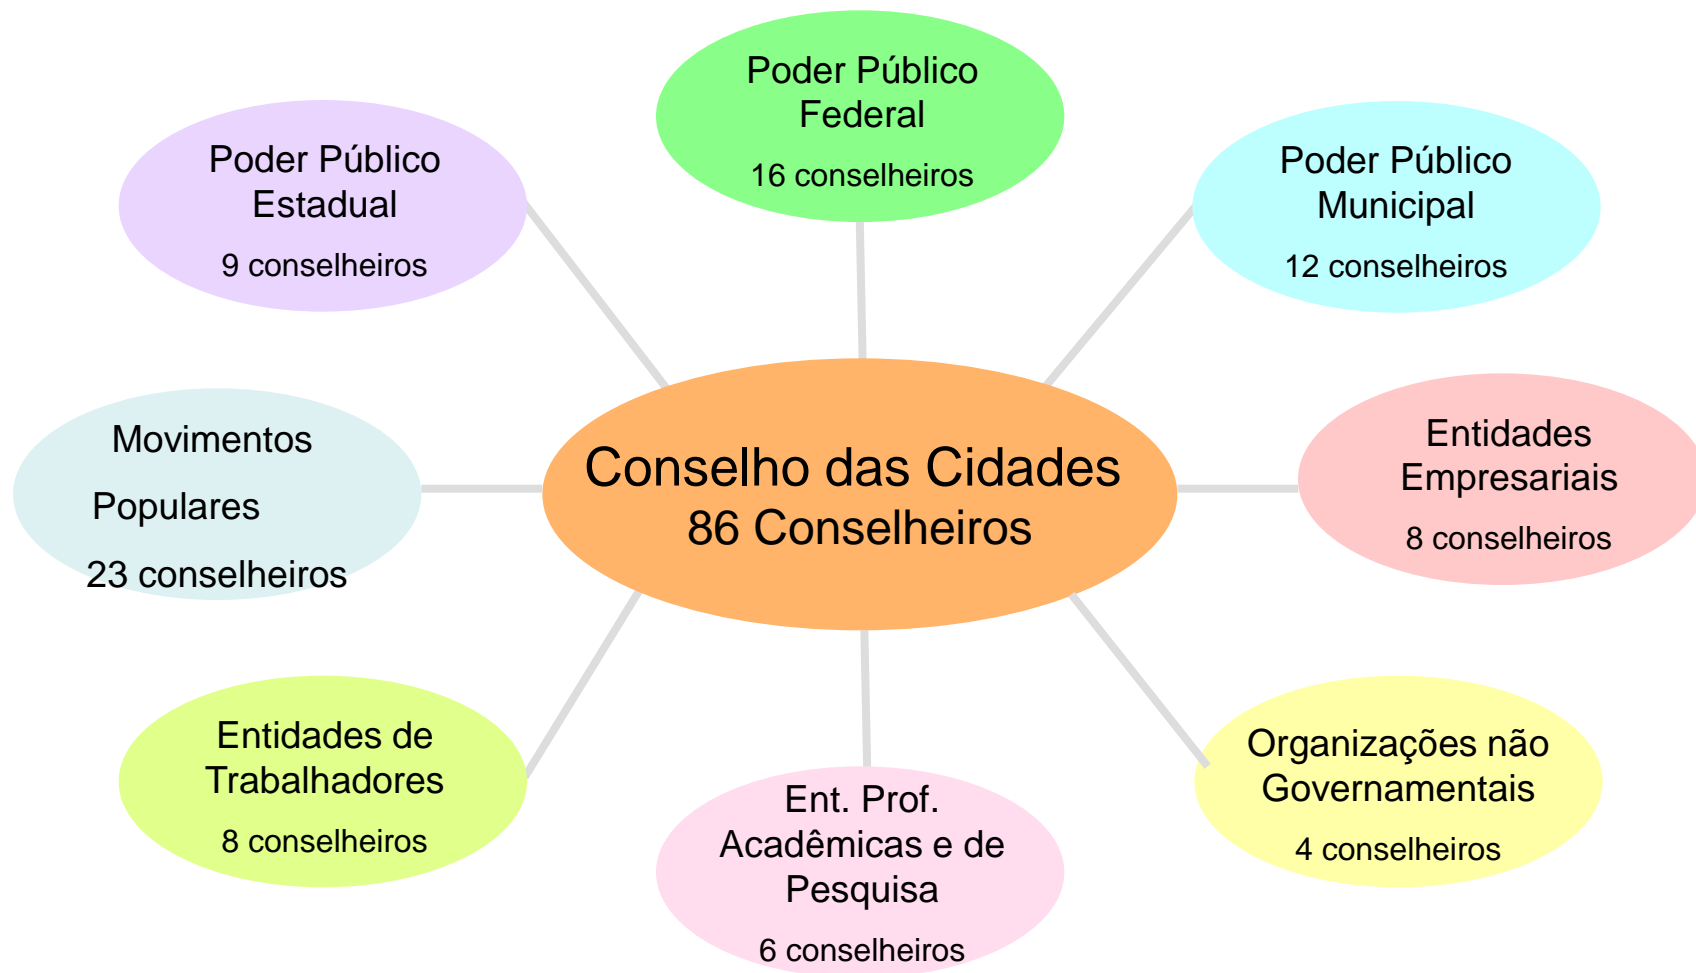 Poder Público
Federal
16 conselheiros
Poder Público
Estadual
9 conselheiros
Poder Público
Municipal
12 conselheiros
Movimentos
Populares
23 conselheiros
Conselho das Cidades
86 Conselheiros
Entidades
Empresariais
8 conselheiros
Entidades de
Trabalhadores
8 conselheiros
Ent. Prof.
Acadêmicas e de
Pesquisa
6 conselheiros
Organizações não
Governamentais
4 conselheiros